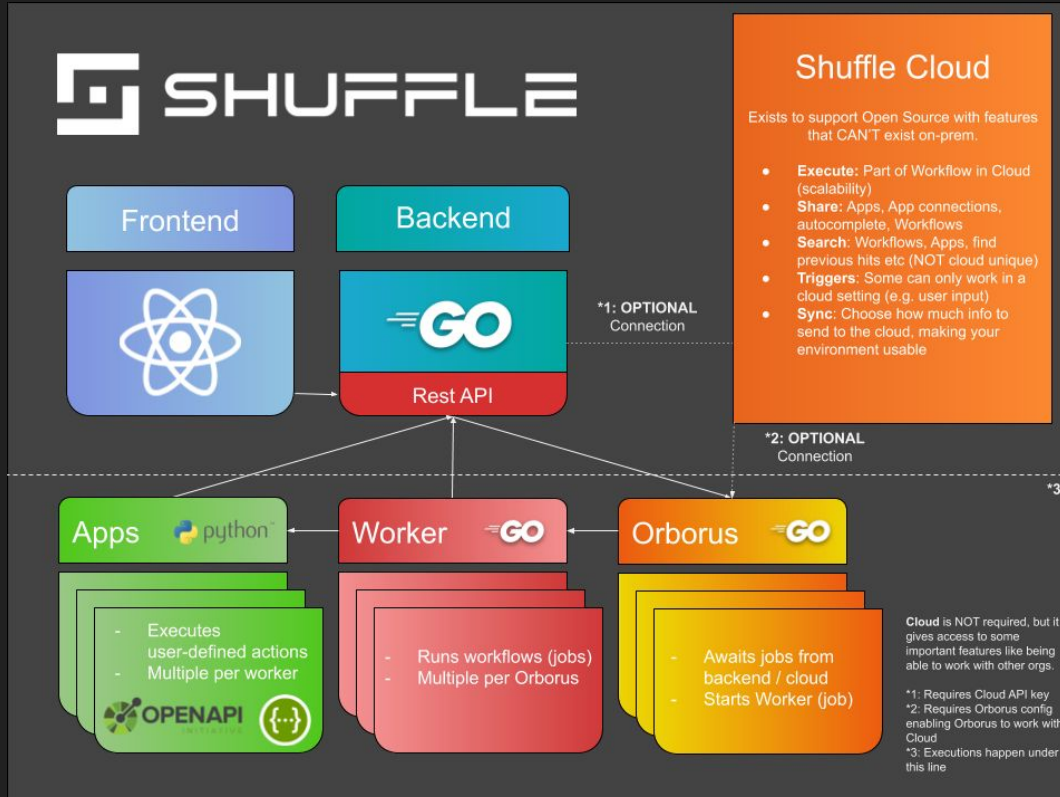 SHUFFLE
Shuffle Cloud
Exists to support Open Source with features
that CAN'T exist on-prem.
● Execute: Part of Workflow in Cloud
(scalability)
● Share: Apps, App connections,
autocomplete, Workflows
● Search: Workflows, Apps, find
previous hits etc (NOT cloud unique)
● Triggers: Some can only work in a
cloud setting (e.g. user input)
● Sync: Choose how much info to
send to the cloud, making your
environment usable
Frontend
Backend
GO
Rest API
*1: OPTIONAL
Connection
*2: OPTIONAL
Connection
*3
Apps
python
- Executes
user-defined actions
- Multiple per worker
OPENAPI
INITIATIVE
{...}
Worker
GO
- Runs workflows (jobs)
- Multiple per Orborus
Orborus
GO
- Awaits jobs from
backend / cloud
- Starts Worker (job)
Cloud is NOT required, but it
gives access to some
important features like being
able to work with other orgs.
*1: Requires Cloud API key
*2: Requires Orborus config
enabling Orborus to work with
Cloud
*3: Executions happen under
this line